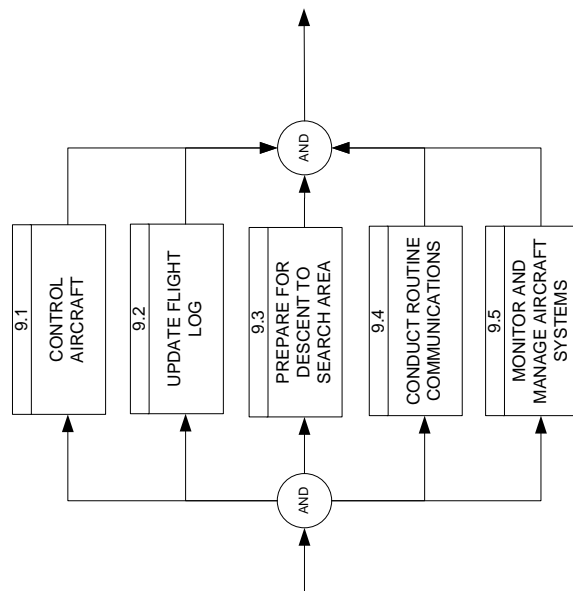 AND
9.1
CONTROL
AIRCRAFT
9.2
UPDATE FLIGHT
LOG
9.3
PREPARE FOR
DESCENT TO
SEARCH AREA
9.4
CONDUCT ROUTINE
COMMUNICATIONS
9.5
MONITOR AND
MANAGE AIRCRAFT
SYSTEMS
AND